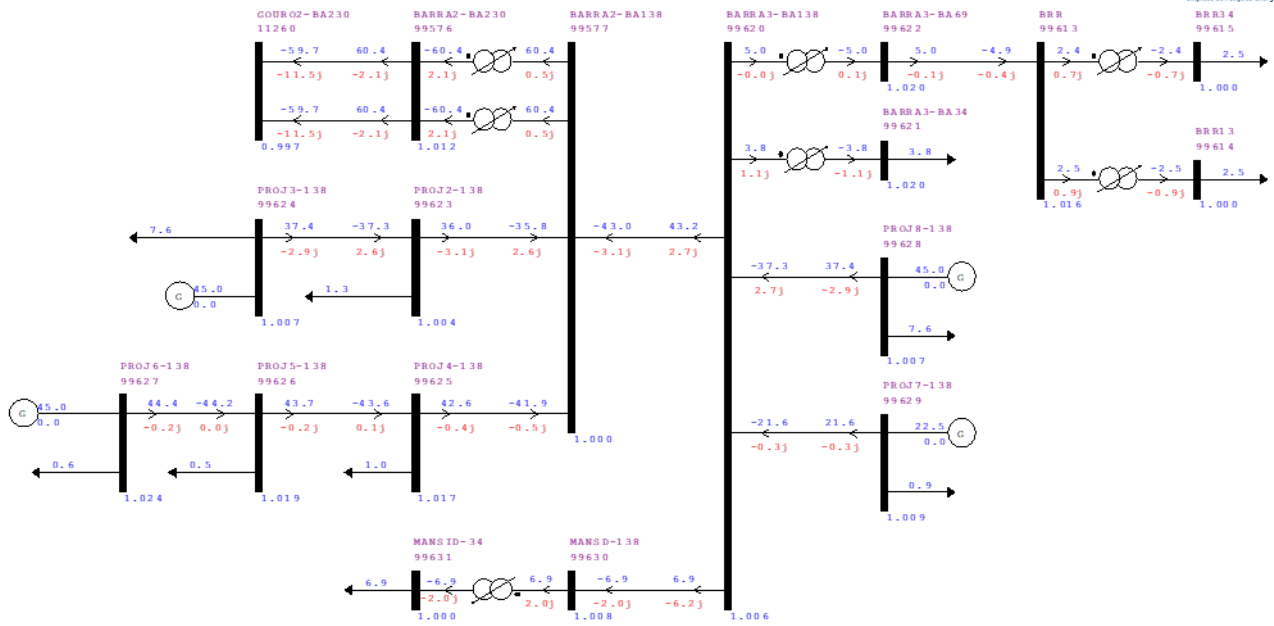 GOURO2-BA230 BARRA2-BA230 BARRA2-BA138 BARRA3-BA138 BARRA3-BA69 BRR BRR34
11260 99576 99577 99620 99622 99613 99615
-59.7 60.4 -60.4 60.4 5.0 -5.0 5.0 -4.9 2.4 -2.4 2.5
-11.5j -2.1j 2.1j 0.5j -0.0j 0.1j -0.1j -0.4j 0.7j -0.7j
1.020 1.000
-59.7 60.4 -60.4 60.4 BARRA3-BA34 BRR13
99621 99614
-11.5j -2.1j 2.1j 0.5j
0.997 1.012 3.8 -3.8 3.8
1.1j -1.1j 2.5 -2.5 2.5
1.020 0.9j -0.9j
PROJ3-138 PROJ2-138 1.016 1.000
99624 99623
7.6 37.4 -37.3 36.0 -35.8 -43.0 43.2 PROJ8-138
-2.9j 2.6j -3.1j 2.6j -3.1j 2.7j 99628
-37.3 37.4 45.0 G
G 45.0 1.3 2.7j -2.9j 0.0
0.0
1.007 1.004 7.6
1.007
PROJ6-138 PROJ5-138 PROJ4-138
99627 99626 99625 PROJ7-138
99629
G 45.0 44.4 -44.2 43.7 -43.6 42.6 -41.9
0.0 -0.2j 0.0j -0.2j 0.1j -0.4j -0.5j -21.6 21.6 22.5 G
1.000 -0.3j -0.3j 0.0
0.6 0.5 1.0
1.024 1.019 1.017 0.9
1.009
MANSID-34 MANSD-138
99631 99630
6.9 -6.9 6.9 -6.9 6.9
-2.0j 2.0j -2.0j -6.2j
1.000 1.008 1.006